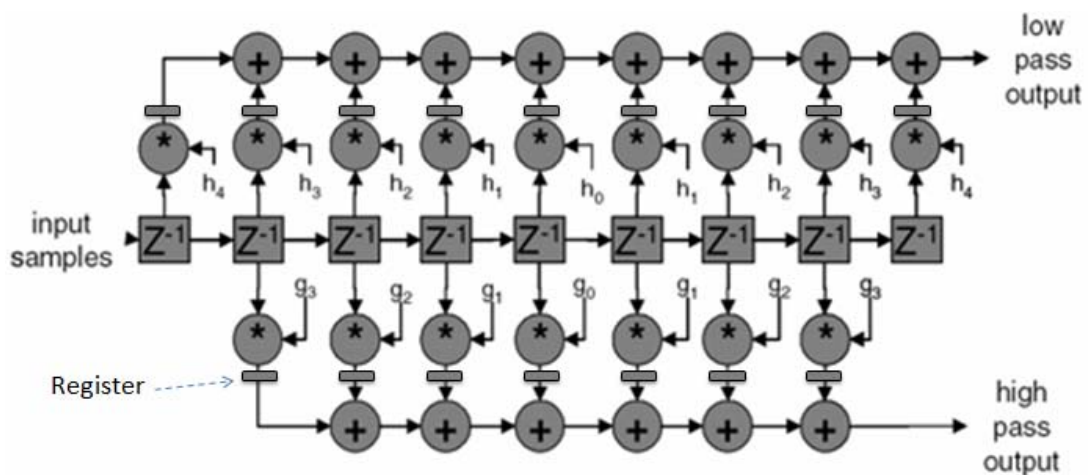 low
pass
output
+ + + + + + + +
* * * * * * * * *
h4 h3 h2 h1 h0 h1 h2 h3 h4
input
samples
Z-1 Z-1 Z-1 Z-1 Z-1 Z-1 Z-1 Z-1 Z-1
g3 g2 g1 g0 g1 g2 g3
* * * * * * *
Register
+ + + + + +
high
pass
output